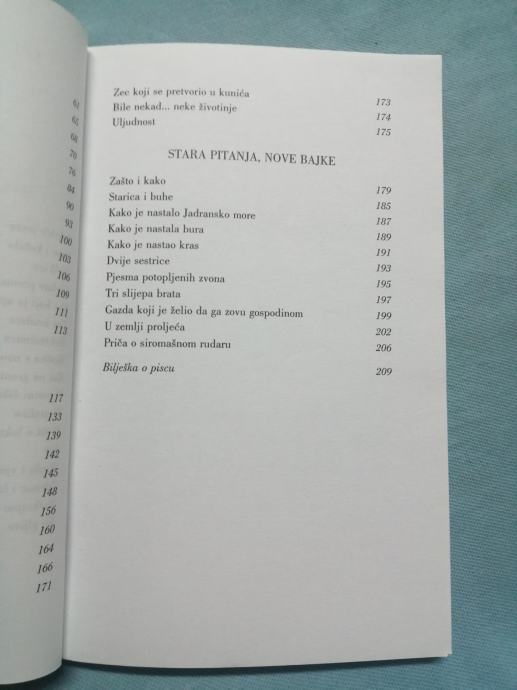 61
65
68
70
76
84
90
93
100
103
106
109
111
113
117
133
139
142
145
148
156
160
164
166
171
Zec koji se pretvorio u kunića 173
Bile nekad... neke životinje 174
Uljudnost 175
STARA PITANJA, NOVE BAJKE
Zašto i kako 179
Starica i buhe 185
Kako je nastalo Jadransko more 187
Kako je nastala bura 189
Kako je nastao kras 191
Dvije sestrice 193
Pjesma potopljenih zvona 195
Tri slijepa brata 197
Gazda koji je želio da ga zovu gospodinom 199
U zemlji proljeća 202
Priča o siromašnom rudaru 206
Bilješka o piscu 209